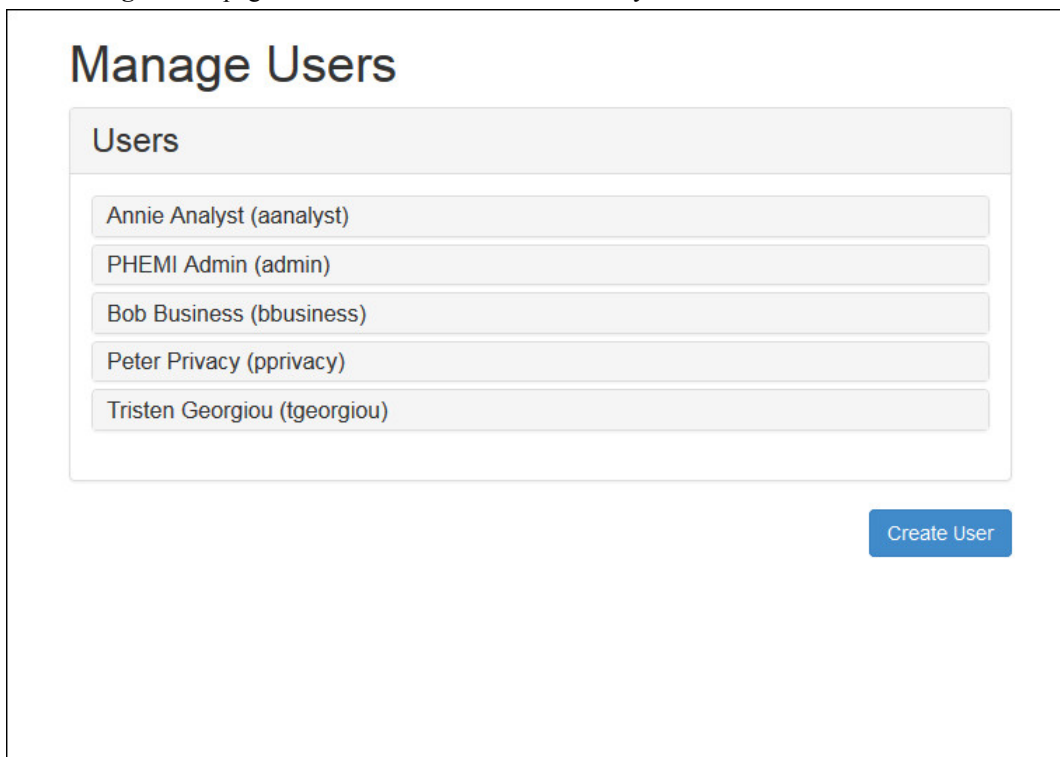 Manage Users
Users
Annie Analyst (aanalyst)
PHEMI Admin (admin)
Bob Business (bbusiness)
Peter Privacy (pprivacy)
Tristen Georgiou (tgeorgiou)
Create User